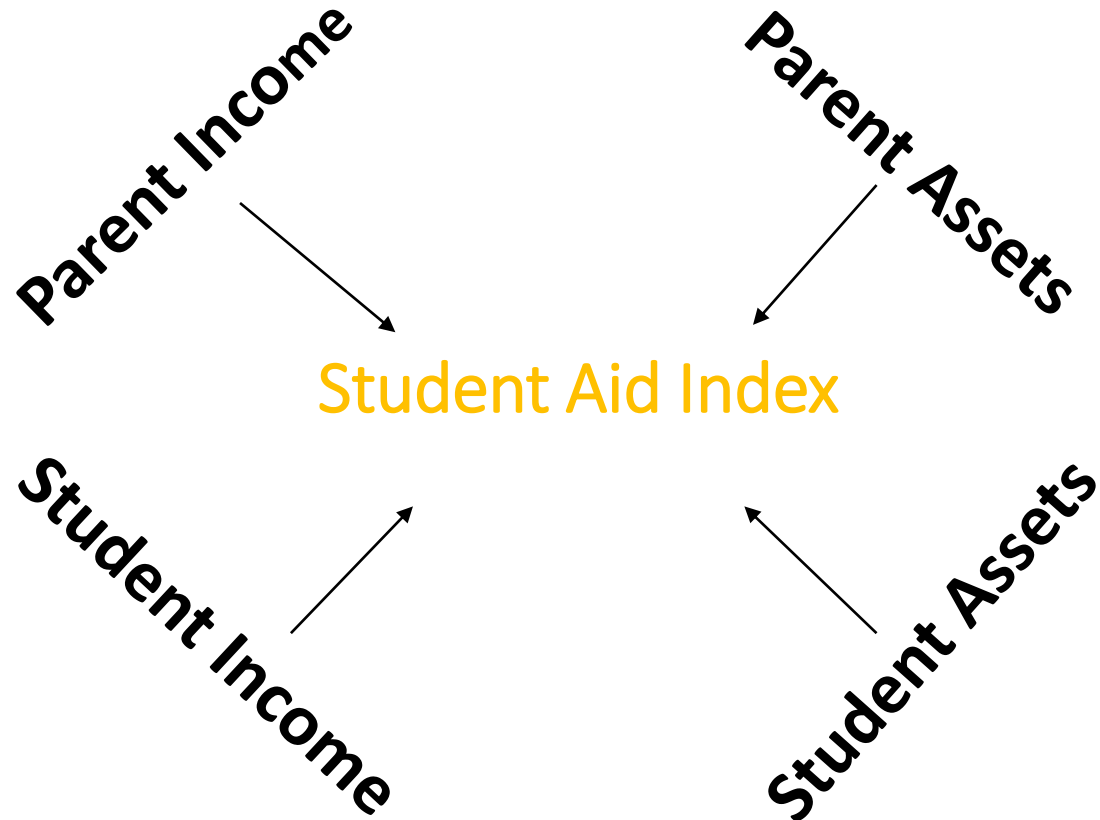 Parent Income
Parent Assets
Student Aid Index
Student Income
Student Assets